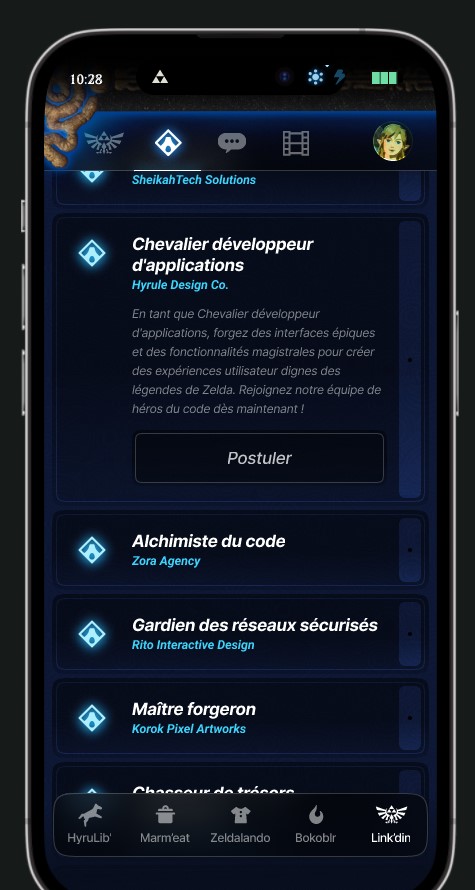 10:28
SheikahTech Solutions
Chevalier développeur
d'applications
Hyrule Design Co.
En tant que Chevalier développeur
d'applications, forgez des interfaces épiques
et des fonctionnalités magistrales pour créer
des expériences utilisateur dignes des
légendes de Zelda. Rejoignez notre équipe de
héros du code dès maintenant !
Postuler
Alchimiste du code
Zora Agency
Gardien des réseaux sécurisés
Rito Interactive Design
Maître forgeron
Korok Pixel Artworks
Chasseur de trésors
HyruLib' Marm'eat Zeldalando Bokoblr Link'din